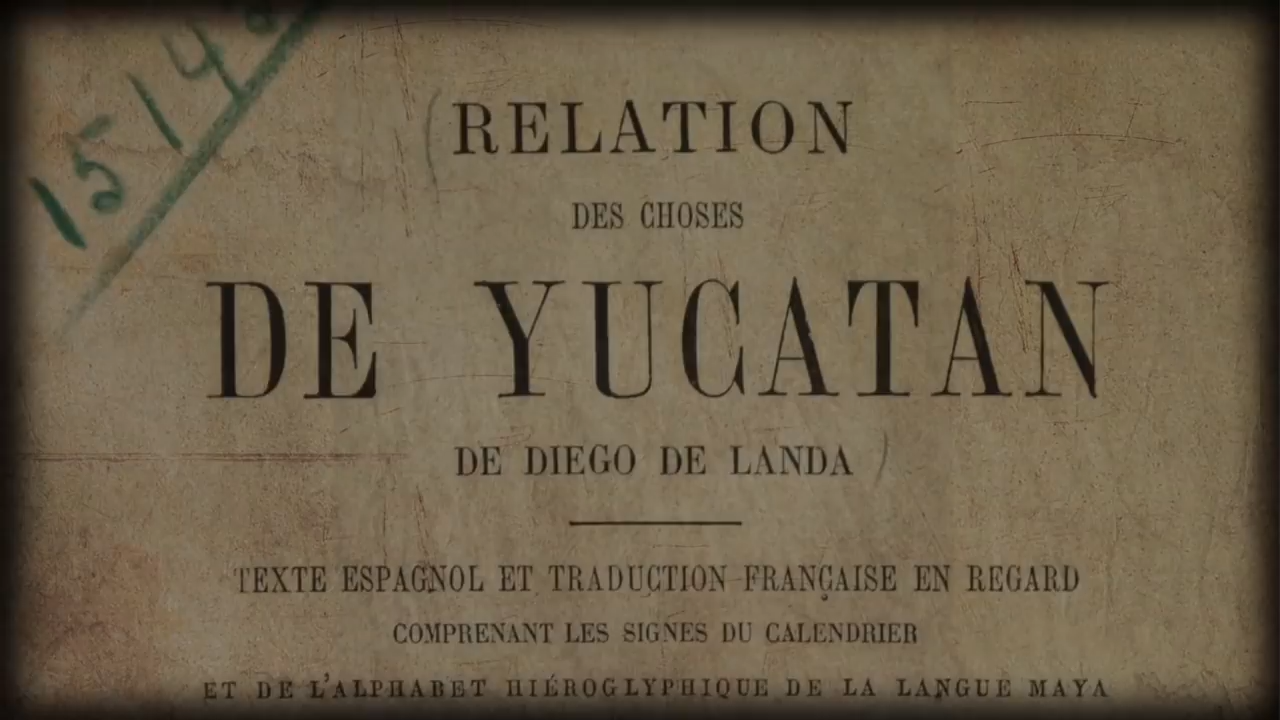 RELATION
DES CHOSES
DE YUCATAN
DE DIEGO DE LANDA
TEXTE ESPAGNOL ET TRADUCTION FRANÇAISE EN REGARD
COMPRENANT LES SIGNES DU CALENDRIER
ET DE L'ALPHABET HIÉROGLYPHIQUE DE LA LANGUE MAYA